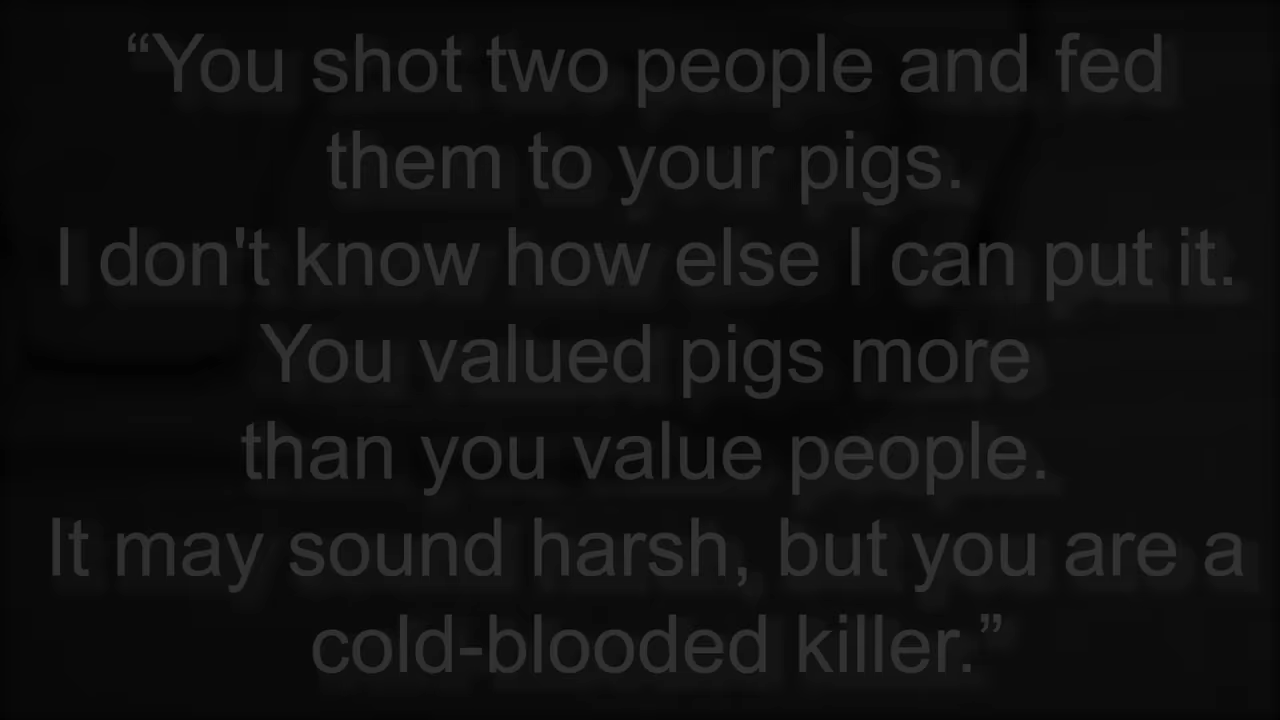 “You shot two people and fed
them to your pigs.
I don't know how else I can put it.
You valued pigs more
than you value people.
It may sound harsh, but you are a
cold-blooded killer.”